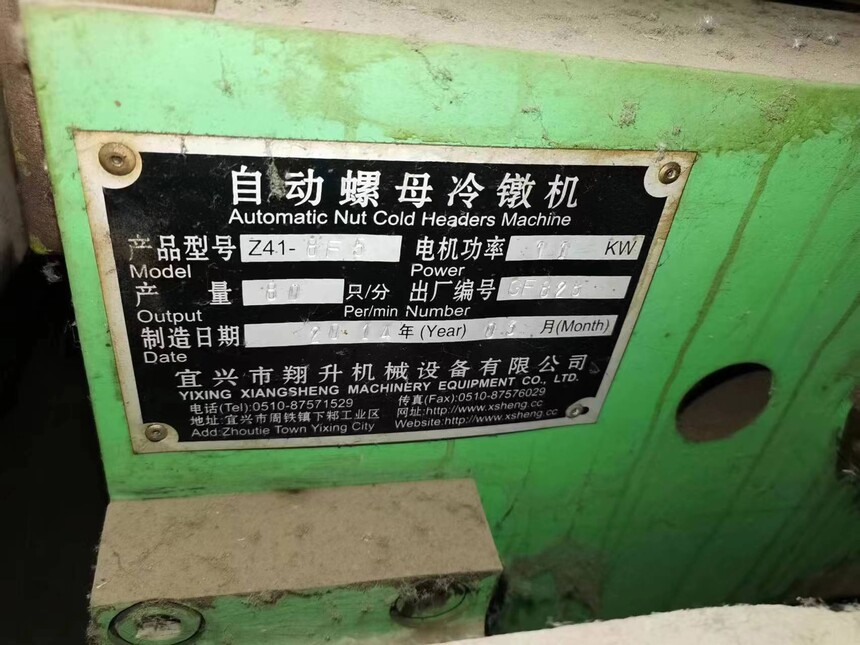 自动螺母冷镦机
Automatic Nut Cold Headers Machine
产品型号 Z41- 电机功率 11 KW
Model Power
产 量 80 只/分 出厂编号
Output Per/min Number
制造日期 2011 年 (Year) 月 (Month)
Date
宜兴市翔升机械设备有限公司
YIXING XIANGSHENG MACHINERY EQUIPMENT CO., LTD.
电话(Tel):0510-87571529 传真(Fax):0510-87576029
地址:宜兴市周铁镇下邾工业区 网址:http://www.xsheng.cc
Add:Zhoutie Town Yixing City Website:http://www.xsheng.cc